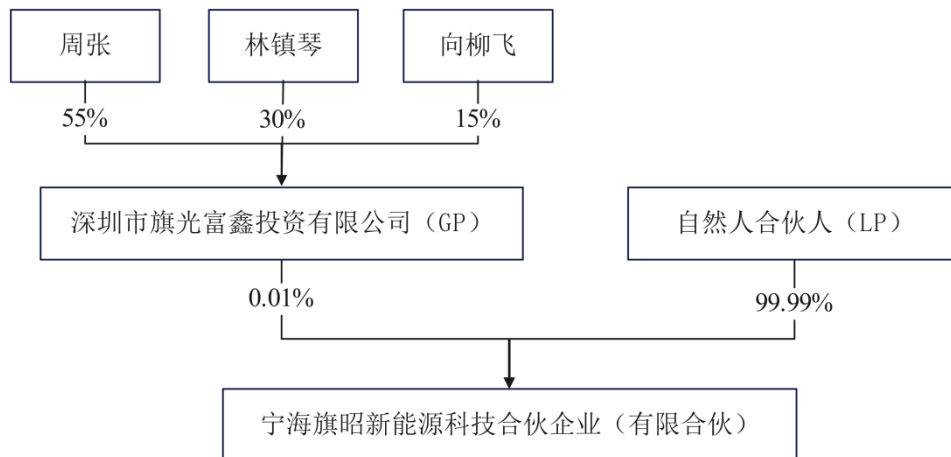 周张
林镇琴
向柳飞
55%
30%
15%
深圳市旗光富鑫投资有限公司（GP）
自然人合伙人（LP）
0.01%
99.99%
宁海旗昭新能源科技合伙企业（有限合伙）